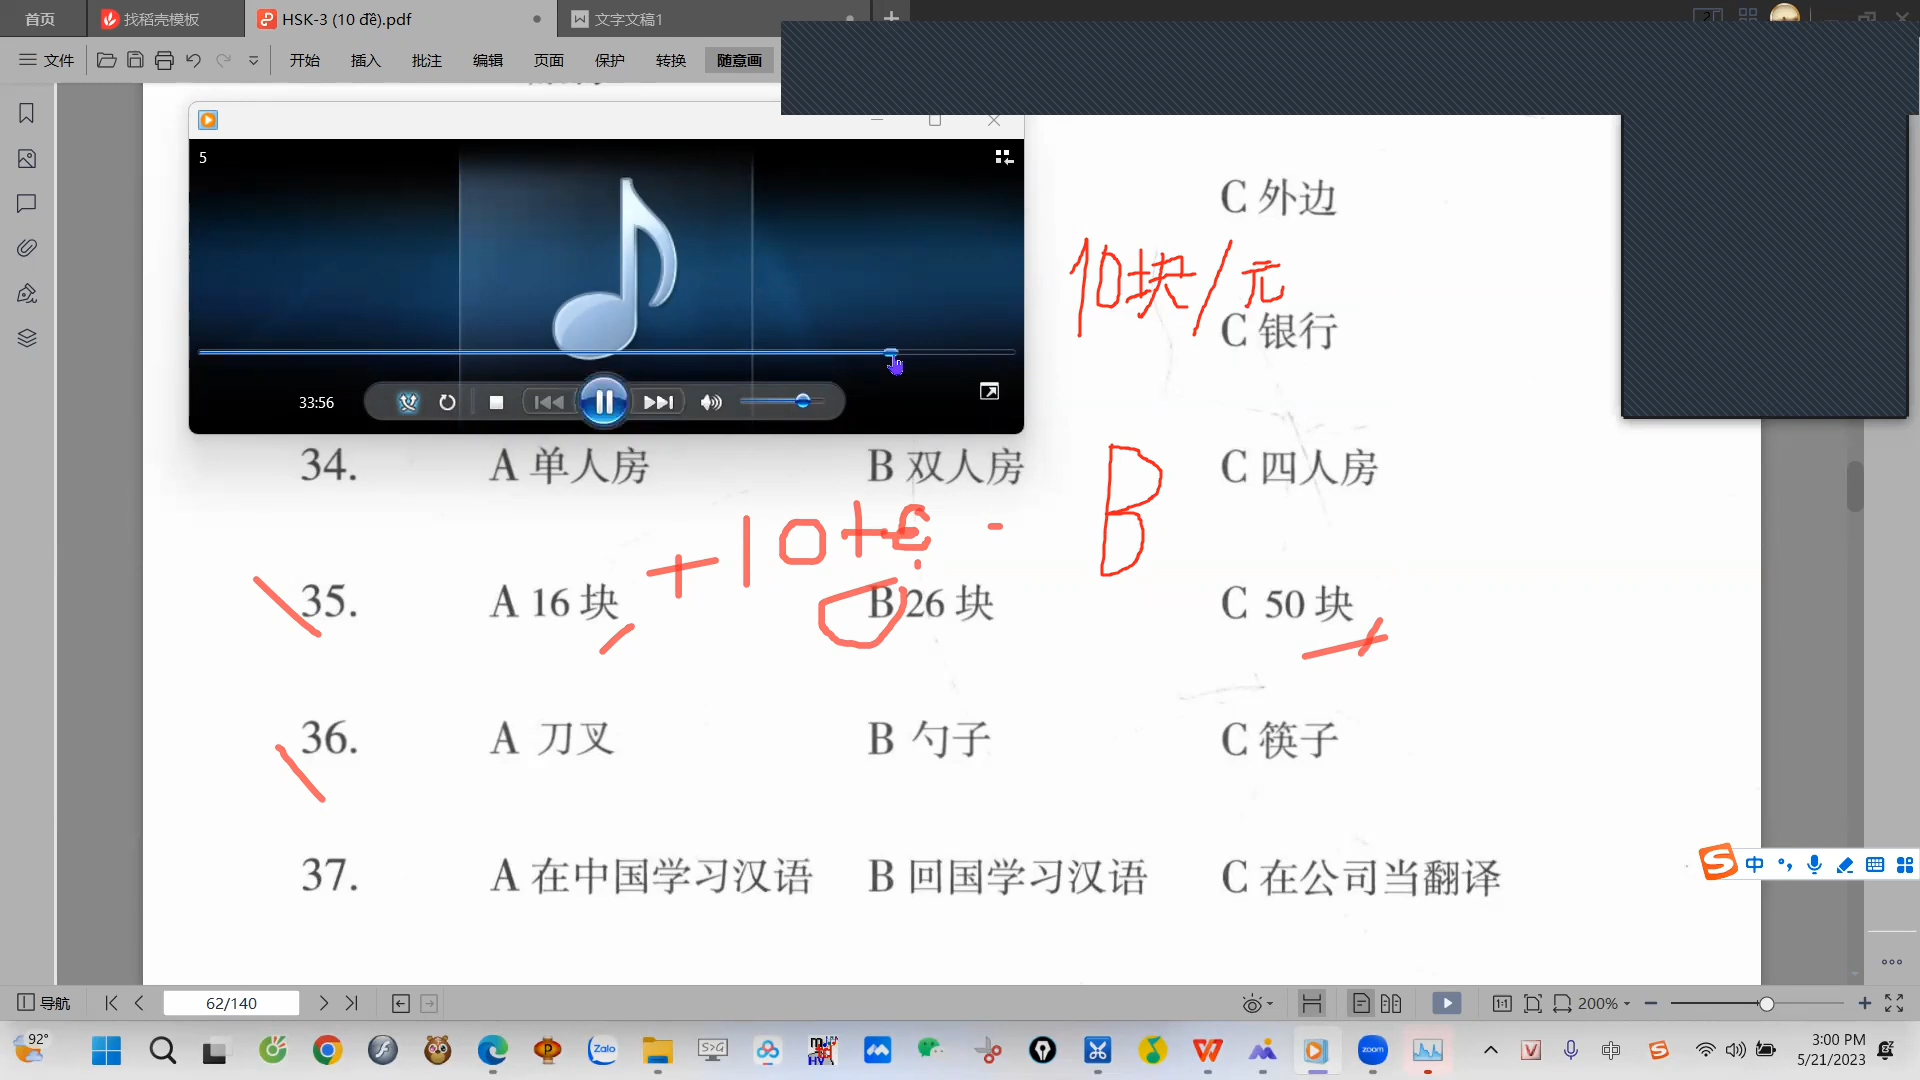 首页 找稻壳模板 HSK-3 (10 đề).pdf 文字文稿1
文件 开始 插入 批注 编辑 页面 保护 转换 随意画
5
C 外边
10块/元
C 银行
33:56
34. A 单人房 B 双人房 C 四人房
B
+10
35. A 16 块 B 26 块 C 50 块
36. A 刀叉 B 勺子 C 筷子
中
37. A 在中国学习汉语 B 回国学习汉语 C 在公司当翻译
导航 62/140 1:1 200%
92° Zalo zoom 中 3:00 PM
5/21/2023